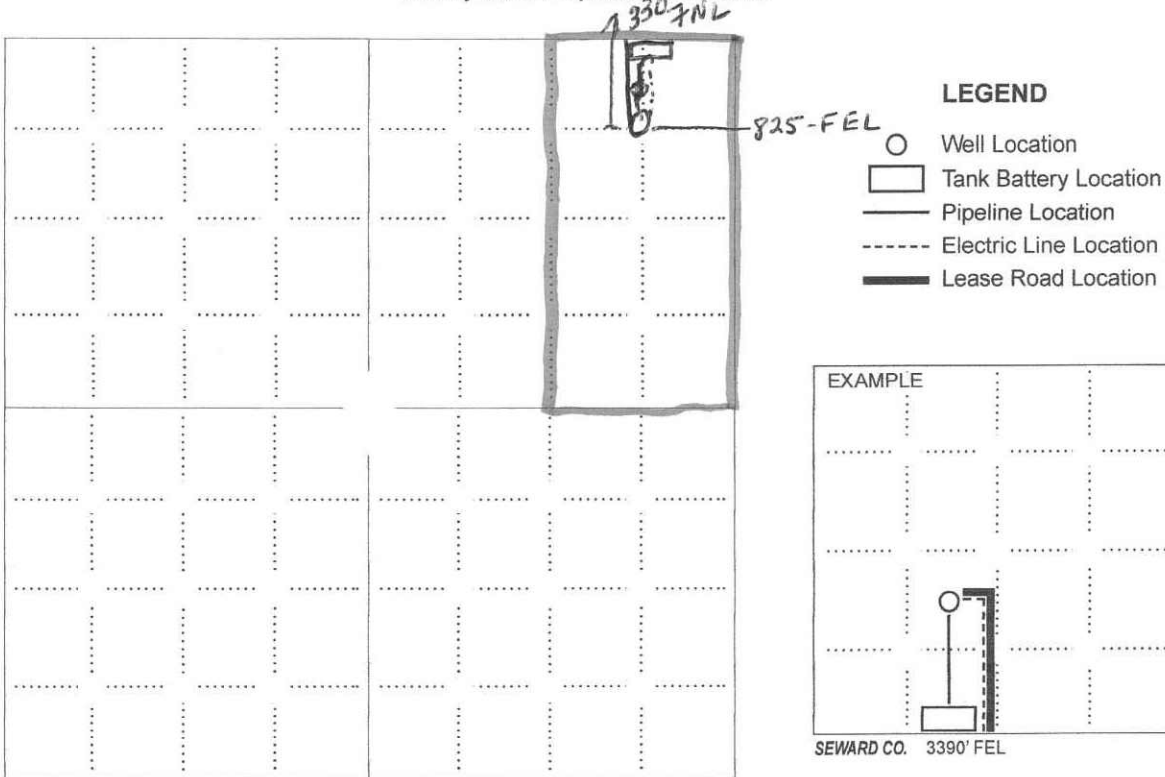 330 FNL
825-FEL
LEGEND
Well Location
Tank Battery Location
Pipeline Location
Electric Line Location
Lease Road Location
EXAMPLE
SEWARD CO. 3390' FEL